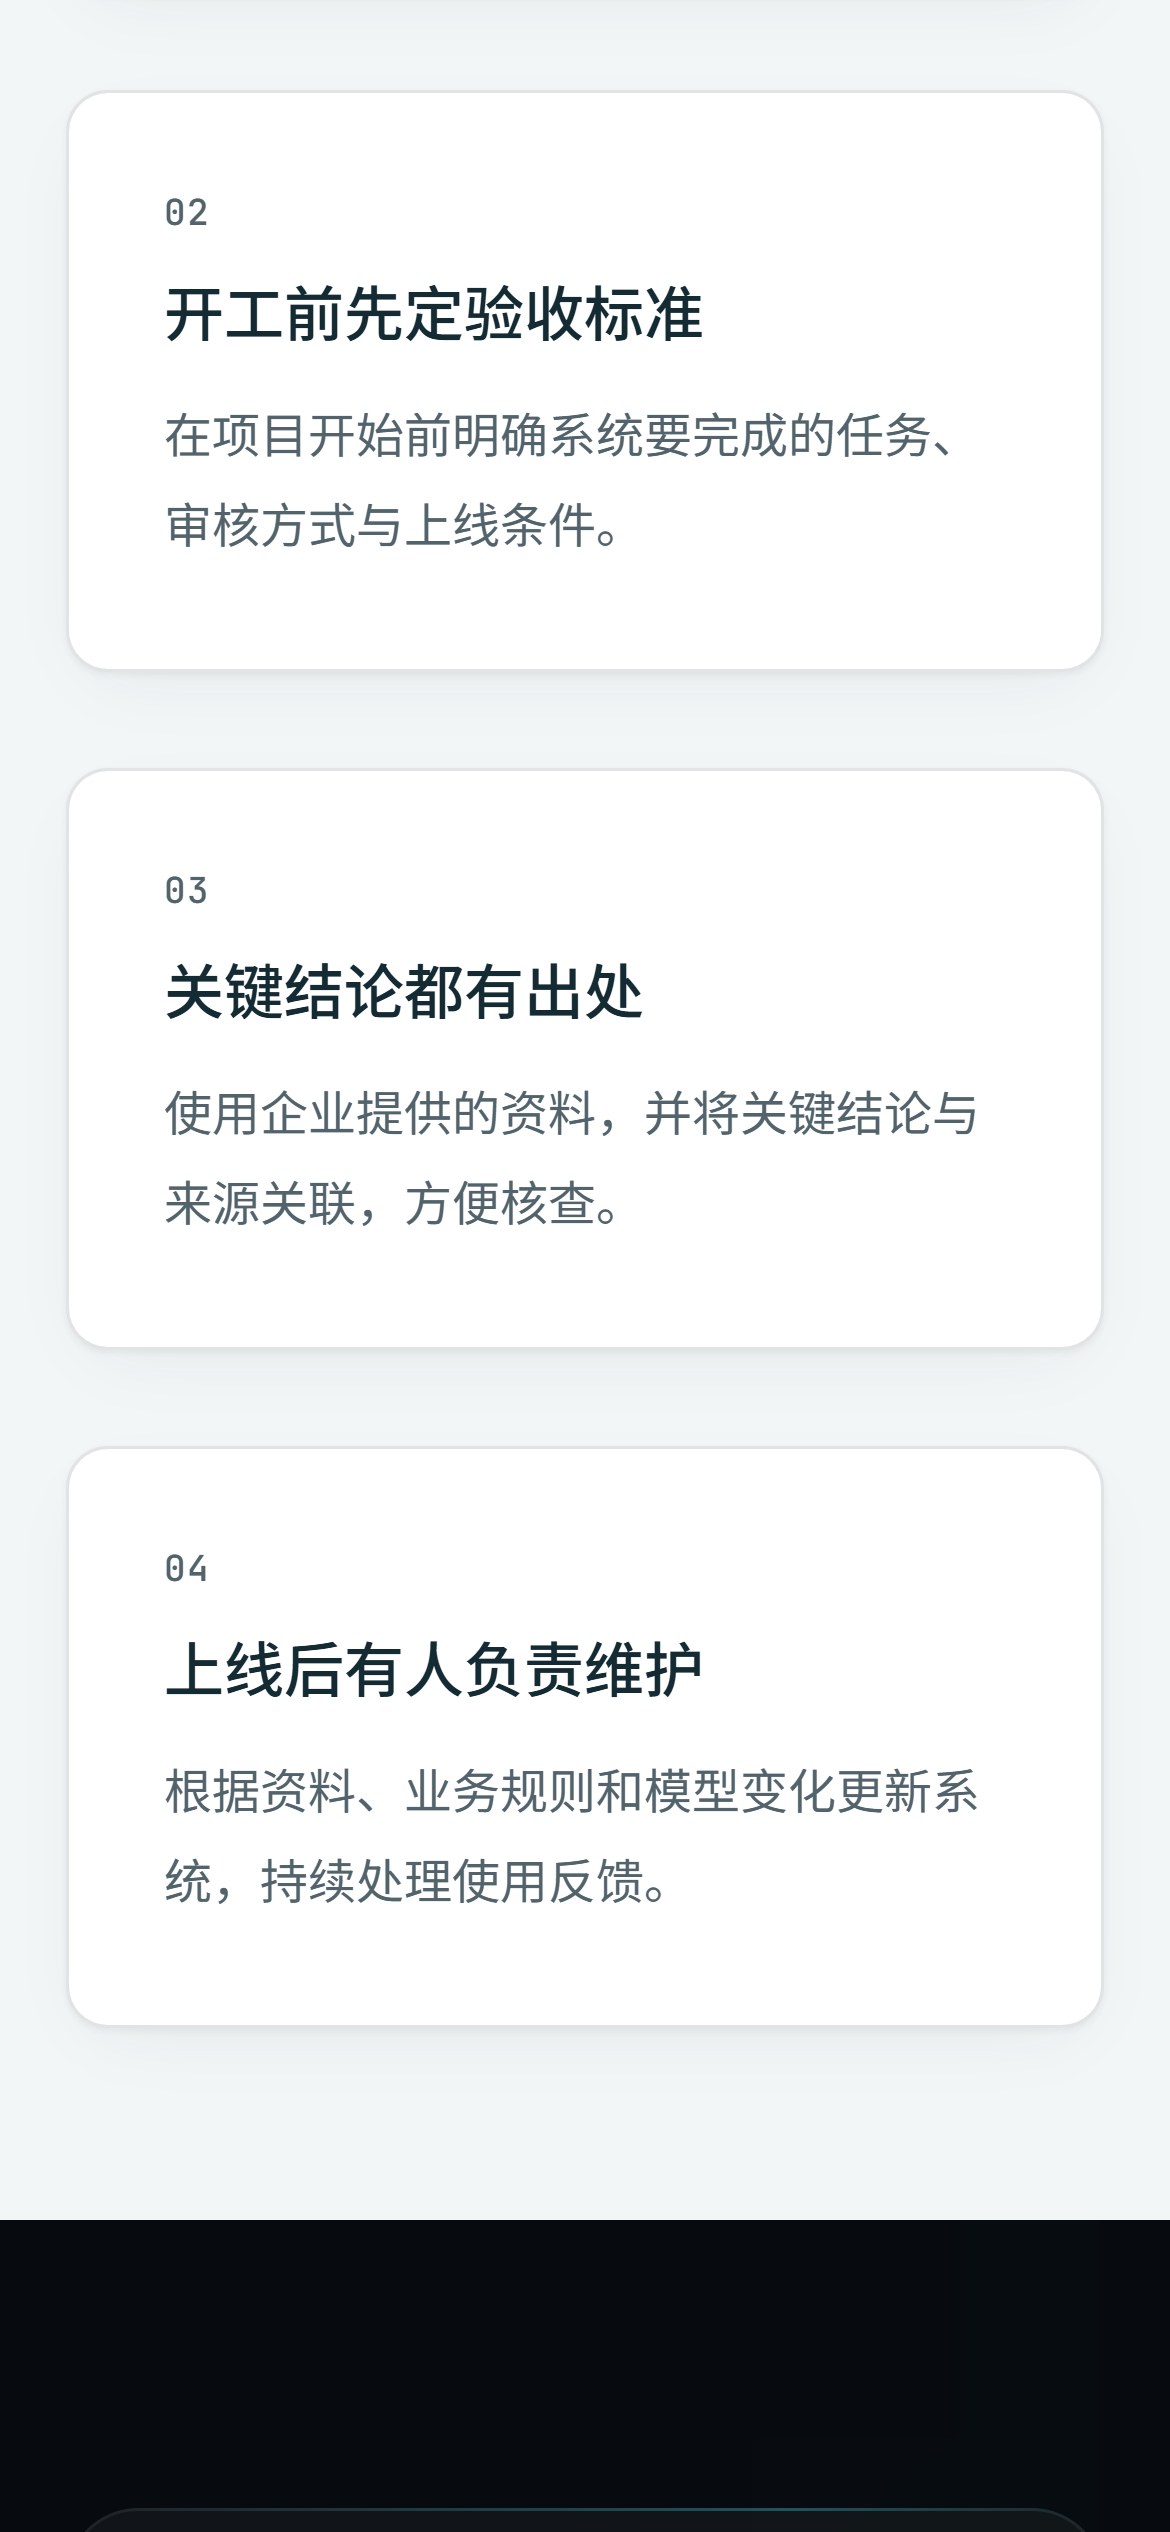 02
开工前先定验收标准
在项目开始前明确系统要完成的任务、
审核方式与上线条件。
03
关键结论都有出处
使用企业提供的资料，并将关键结论与
来源关联，方便核查。
04
上线后有人负责维护
根据资料、业务规则和模型变化更新系
统，持续处理使用反馈。